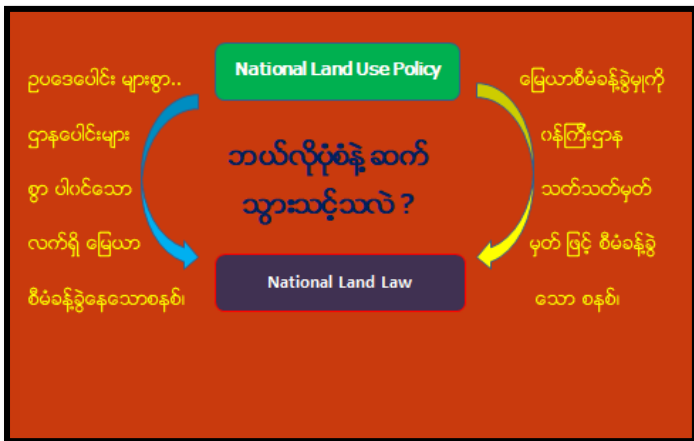 National Land Use Policy
ဥပဒေပေါင်း များစွာ..
ဌာနပေါင်းများ
စွာ ပါဝင်သော
လက်ရှိ မြေယာ
စီမံခန့်ခွဲနေသောစနစ်၊
ဘယ်လိုပုံစံနဲ့ ဆက်
သွားသင့်သလဲ ?
မြေယာစီမံခန့်ခွဲမှုကို
ဝန်ကြီးဌာန
သတ်သတ်မှတ်
မှတ် ဖြင့် စီမံခန့်ခွဲ
သော စနစ်၊
National Land Law